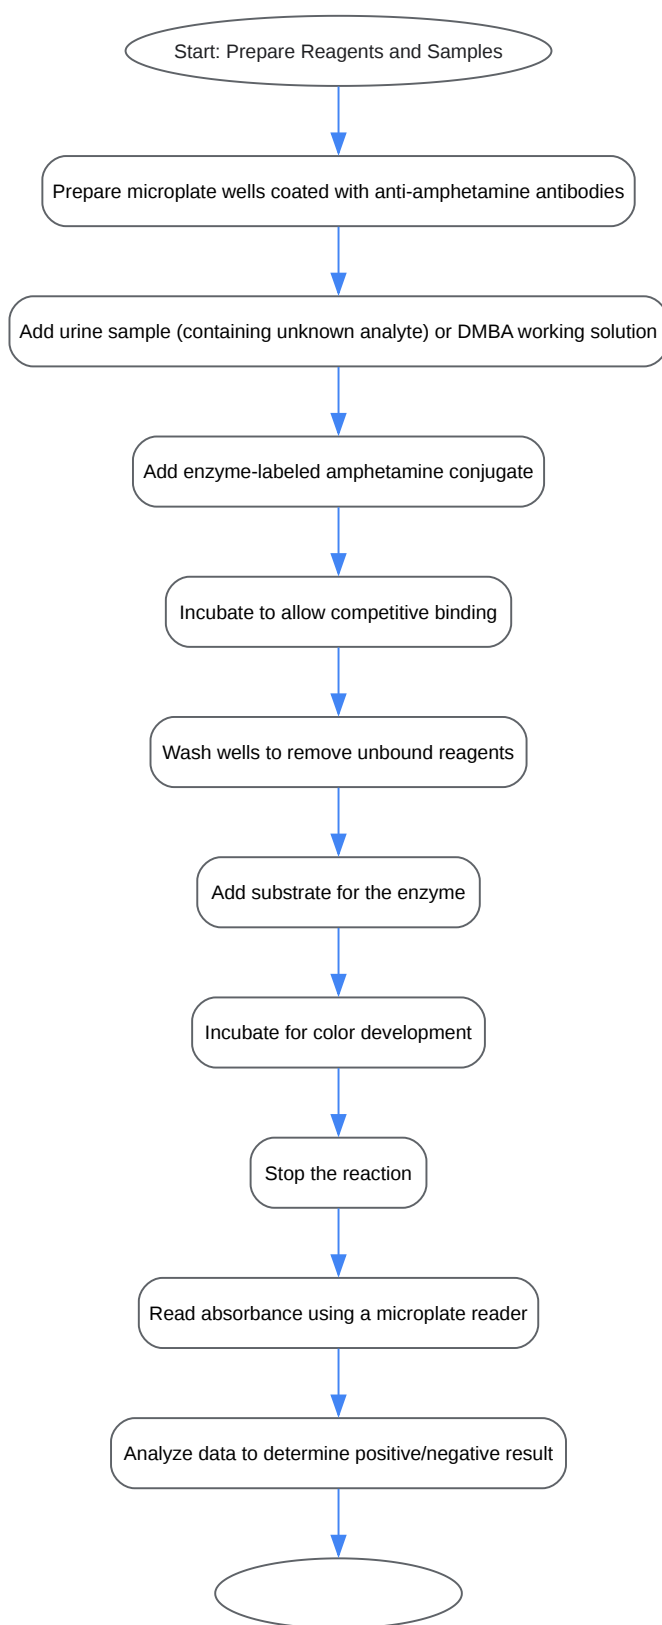 Start: Prepare Reagents and Samples
Prepare microplate wells coated with anti-amphetamine antibodies
Add urine sample (containing unknown analyte) or DMBA working solution
Add enzyme-labeled amphetamine conjugate
Incubate to allow competitive binding
Wash wells to remove unbound reagents
Add substrate for the enzyme
Incubate for color development
Stop the reaction
Read absorbance using a microplate reader
Analyze data to determine positive/negative result